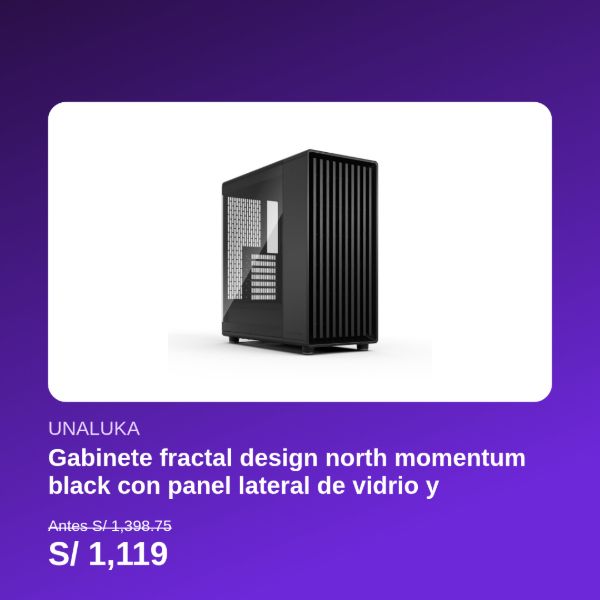 UNALUKA
Gabinete fractal design north momentum
black con panel lateral de vidrio y
Antes S/ 1,398.75
S/ 1,119